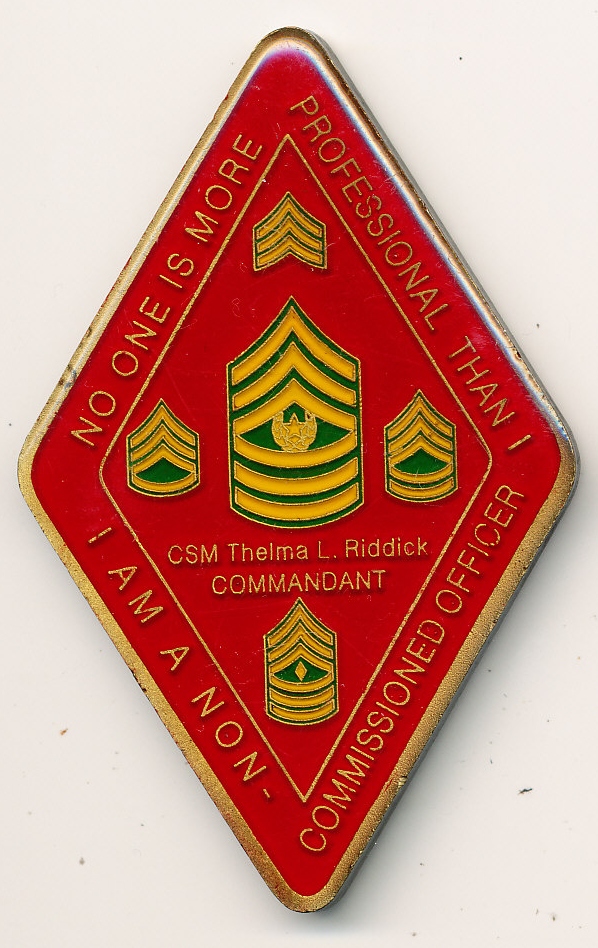 NO ONE IS MORE
PROFESSIONAL THAN I
I AM A NON-
COMMISSIONED OFFICER
CSM Thelma L. Riddick
COMMANDANT